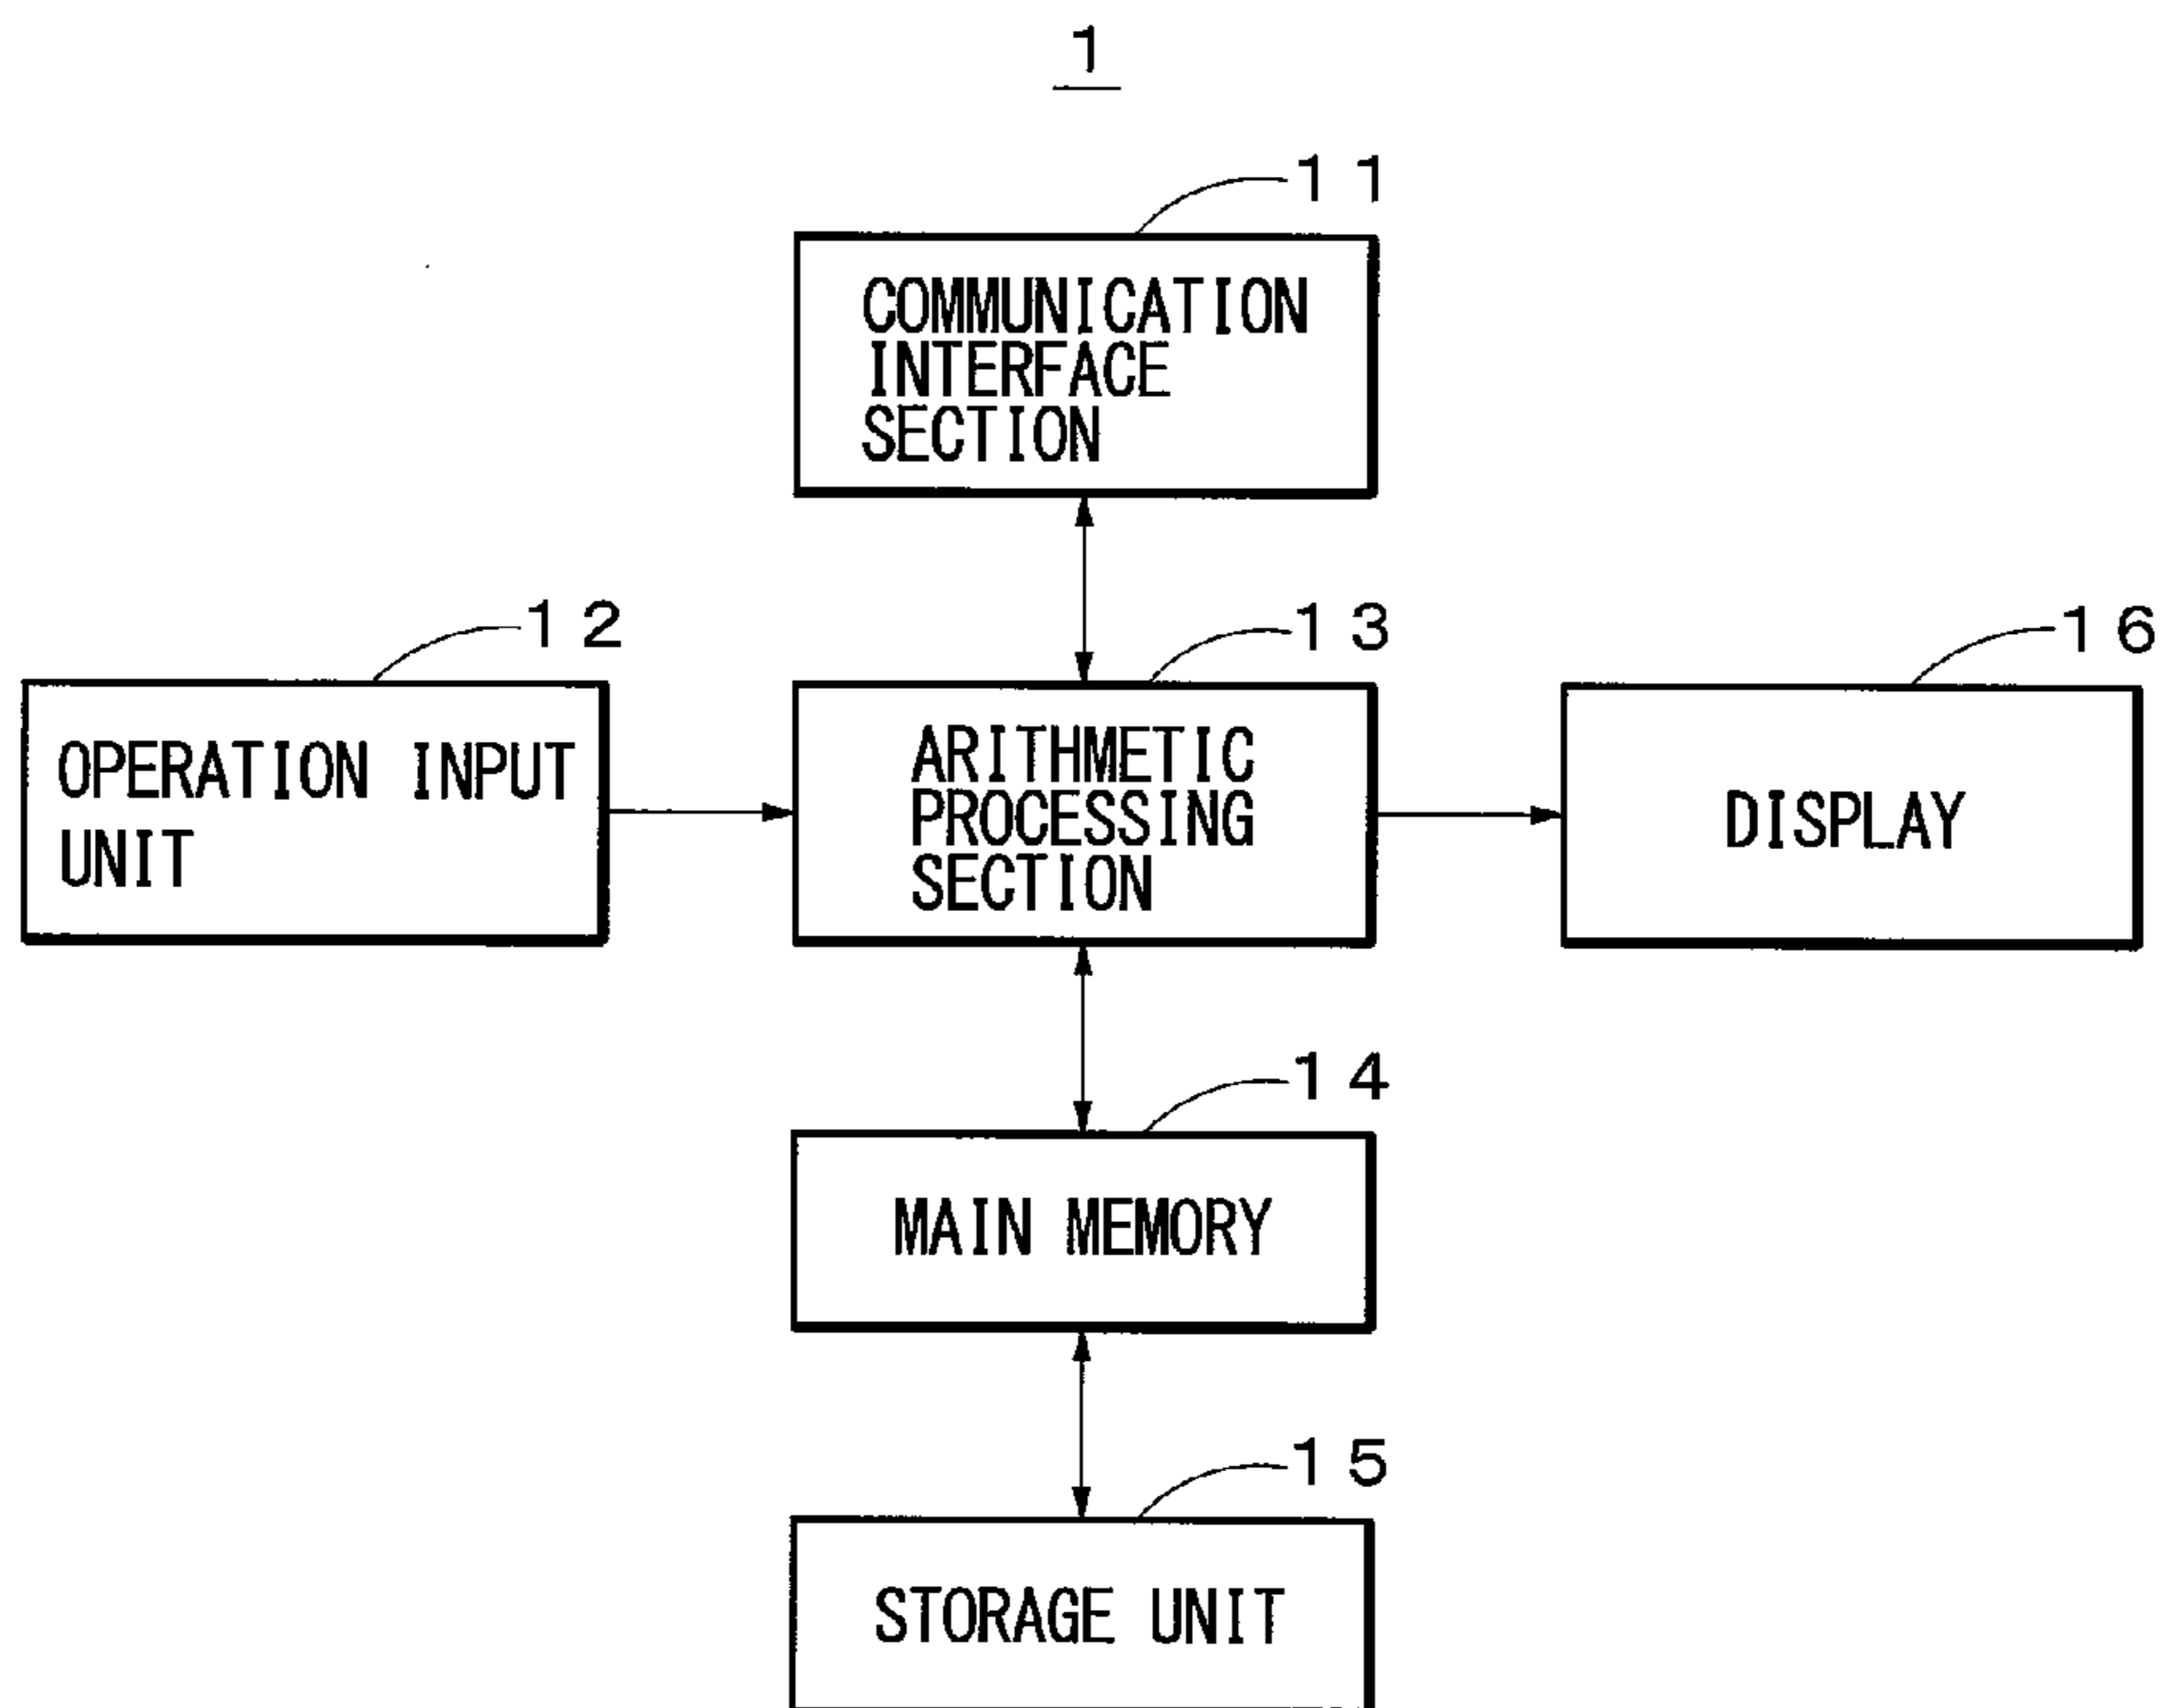 1
11
COMMUNICATION
INTERFACE
SECTION
12
13
16
OPERATION INPUT
UNIT
ARITHMETIC
PROCESSING
SECTION
DISPLAY
14
MAIN MEMORY
15
STORAGE UNIT